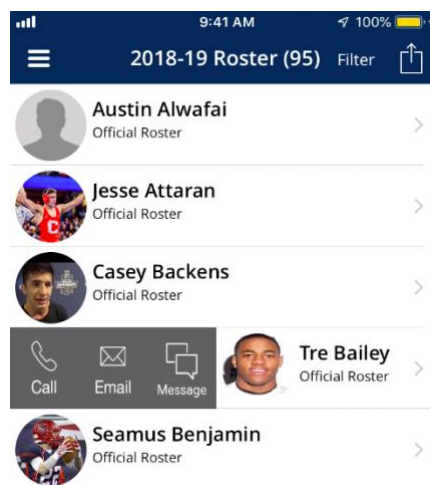 9:41 AM 100%
2018-19 Roster (95) Filter
Austin Alwafai
Official Roster
Jesse Attaran
Official Roster
Casey Backens
Official Roster
Call Email Message
Tre Bailey
Official Roster
Seamus Benjamin
Official Roster